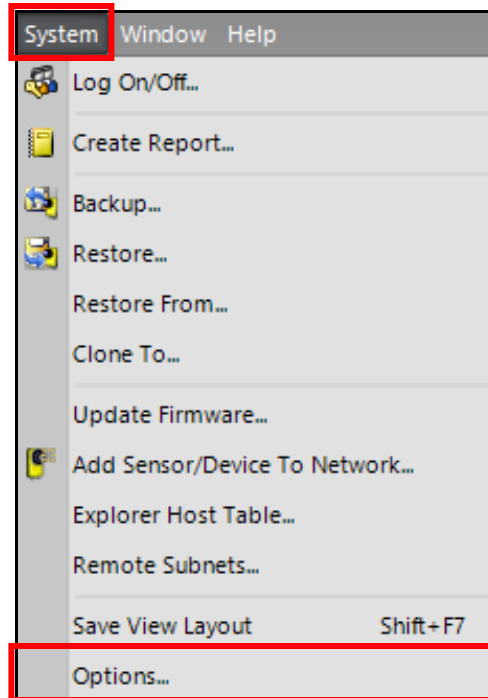 System Window Help
Log On/Off...
Create Report...
Backup...
Restore...
Restore From...
Clone To...
Update Firmware...
Add Sensor/Device To Network...
Explorer Host Table...
Remote Subnets...
Save View Layout Shift+F7
Options...